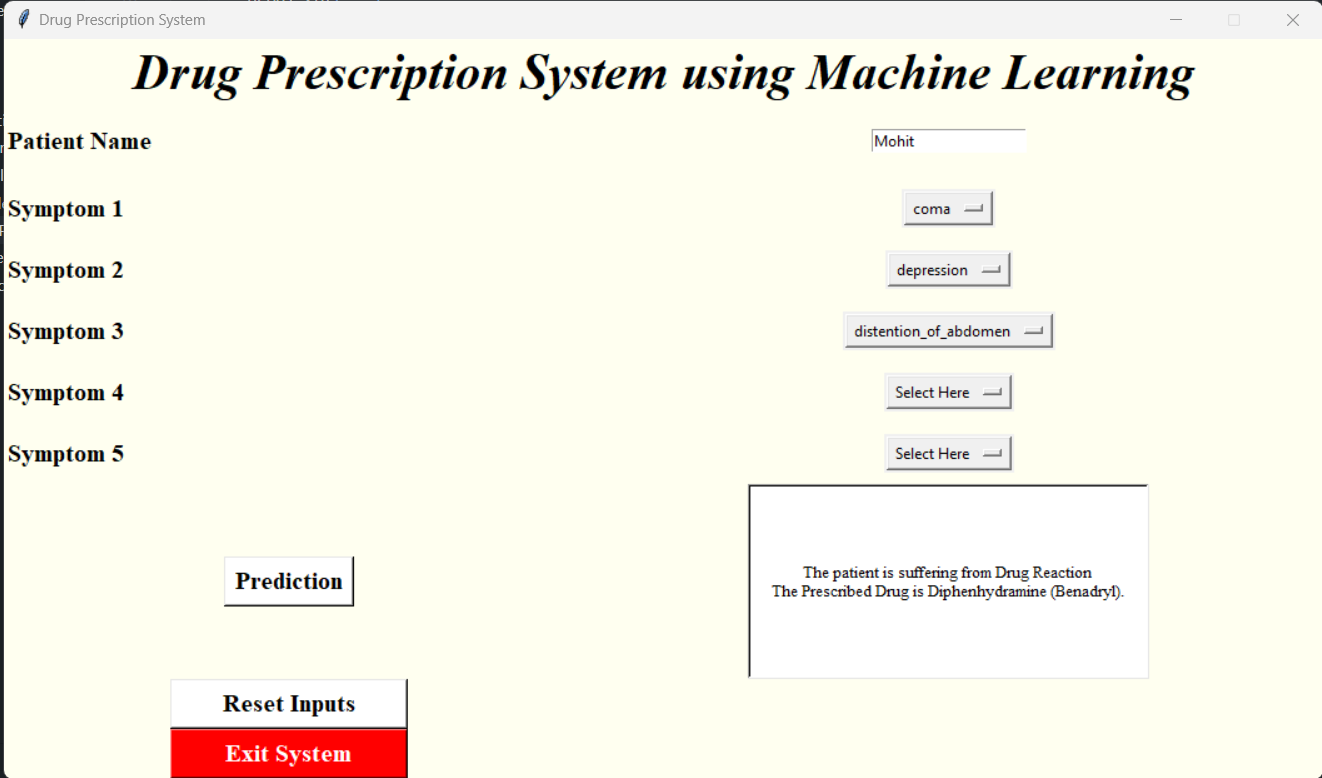 Drug Prescription System
Drug Prescription System using Machine Learning
Patient Name
Mohit
Symptom 1
coma
Symptom 2
depression
Symptom 3
distention_of_abdomen
Symptom 4
Select Here
Symptom 5
Select Here
Prediction
The patient is suffering from Drug Reaction
The Prescribed Drug is Diphenhydramine (Benadryl).
Reset Inputs
Exit System